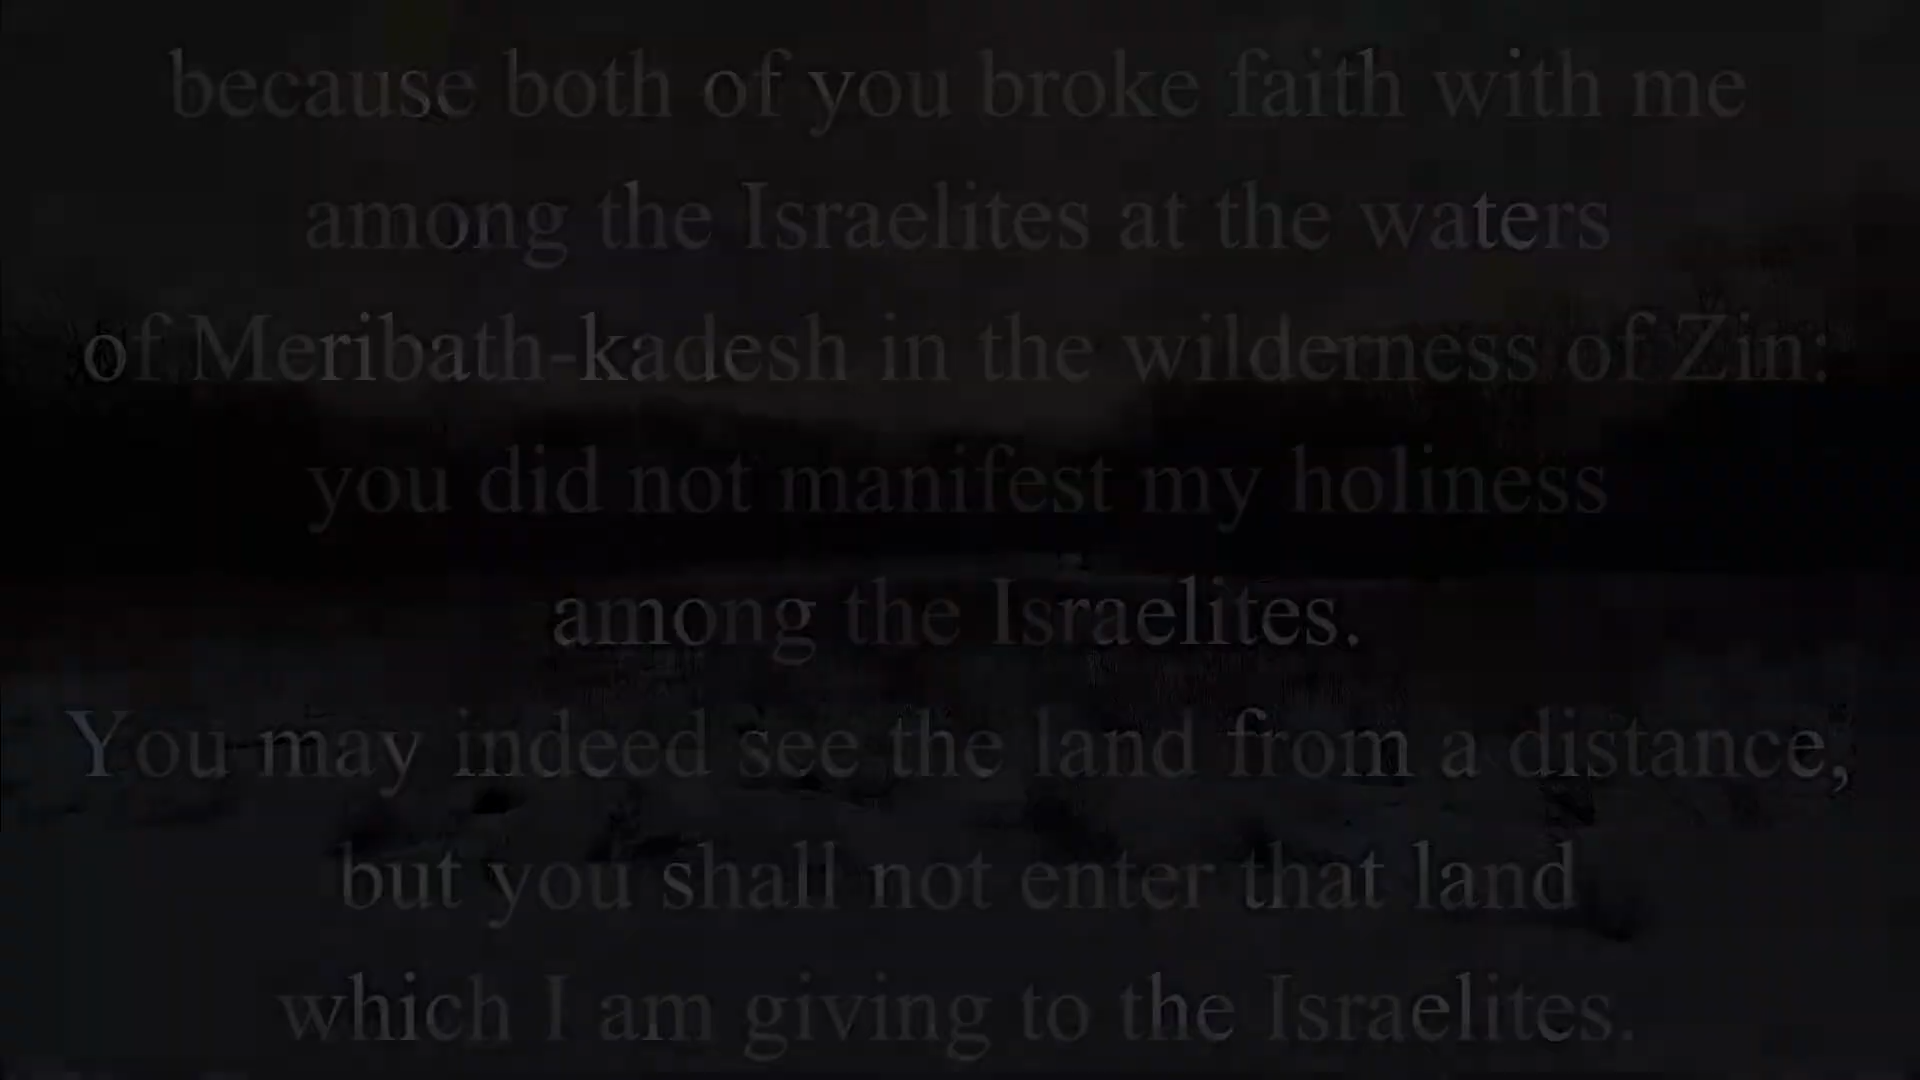 because both of you broke faith with me
among the Israelites at the waters
of Meribath-kadesh in the wilderness of Zin:
you did not manifest my holiness
among the Israelites.
You may indeed see the land from a distance,
but you shall not enter that land
which I am giving to the Israelites.